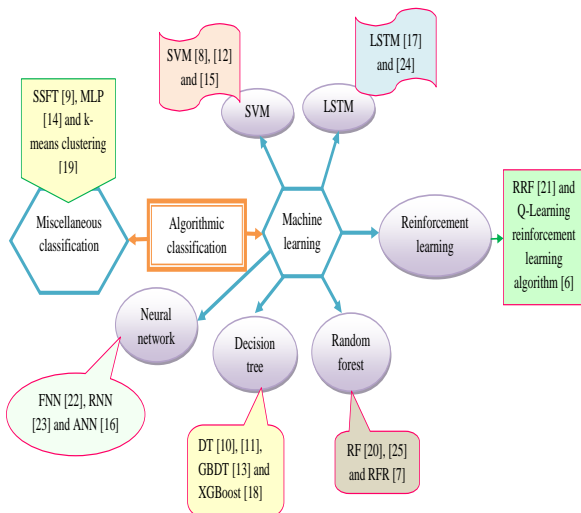 SVM [8], [12]
and [15]
LSTM [17]
and [24]
SSFT [9], MLP
[14] and k-
means clustering
[19]
SVM
LSTM
Miscellaneous
classification
Algorithmic
classification
Machine
learning
Reinforcement
learning
RRF [21] and
Q-Learning
reinforcement
learning
algorithm [6]
Neural
network
Decision
tree
Random
forest
FNN [22], RNN
[23] and ANN [16]
DT [10], [11],
GBDT [13] and
XGBoost [18]
RF [20], [25]
and RFR [7]